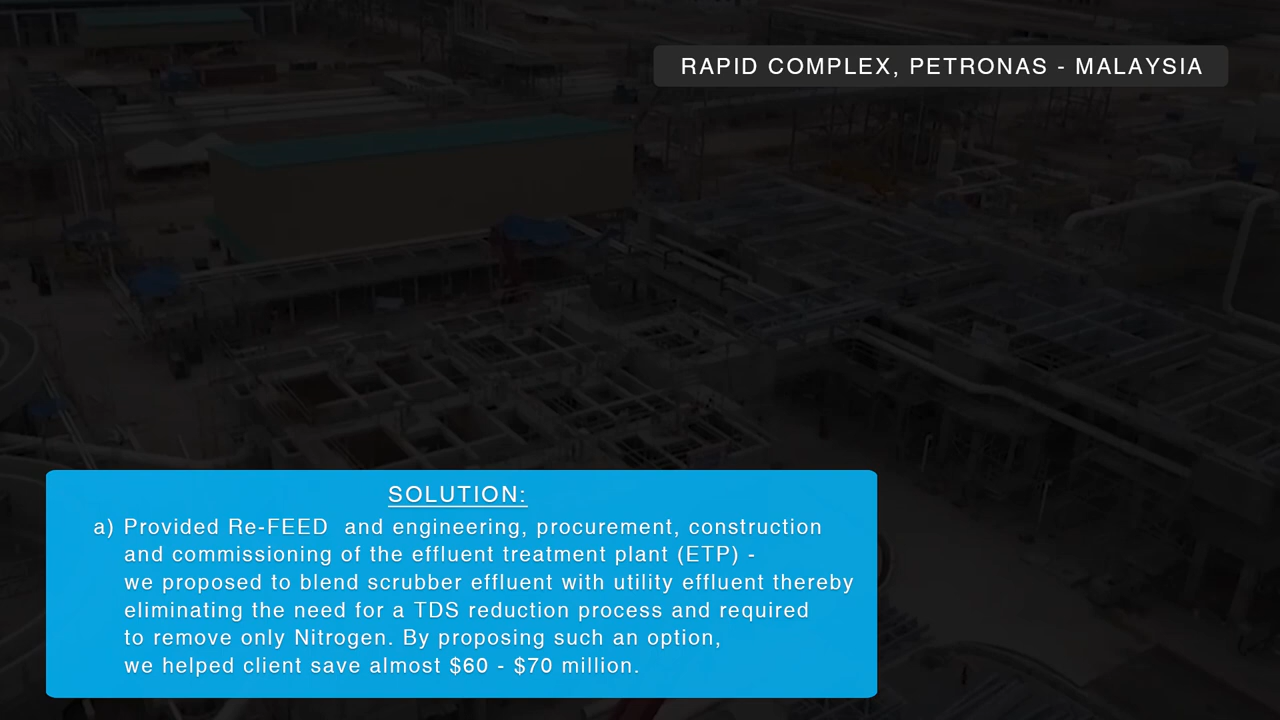 RAPID COMPLEX, PETRONAS - MALAYSIA
SOLUTION:
a) Provided Re-FEED and engineering, procurement, construction
and commissioning of the effluent treatment plant (ETP) -
we proposed to blend scrubber effluent with utility effluent thereby
eliminating the need for a TDS reduction process and required
to remove only Nitrogen. By proposing such an option,
we helped client save almost $60 - $70 million.